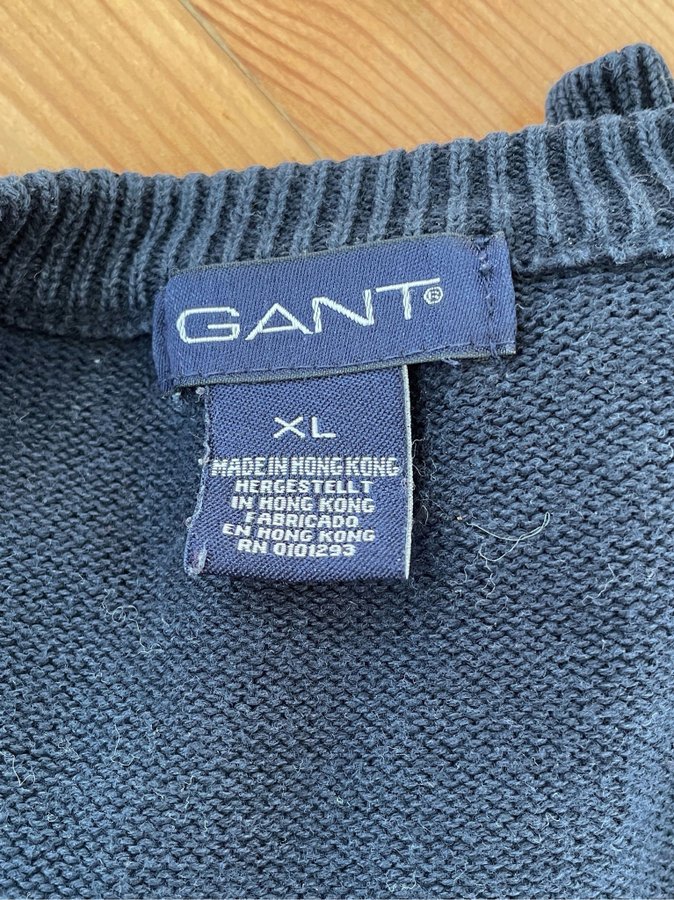 GANT®
XL
MADE IN HONG KONG
HERGESTELLT
IN HONG KONG
FABRICADO
EN HONG KONG
RN 0101293